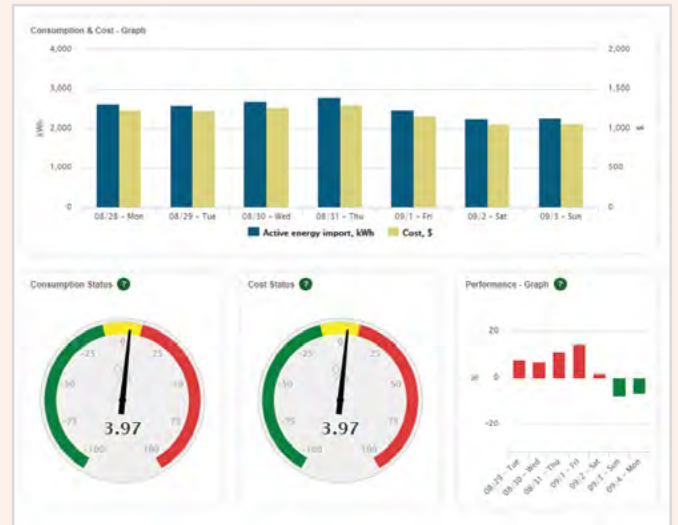 Consumption & Cost - Graph
4,000
2,000
3,000
1,500
kWh
2,000
1,000
$
1,000
500
0
0
08/28 - Mon
08/29 - Tue
08/30 - Wed
08/31 - Thu
09/1 - Fri
09/2 - Sat
09/3 - Sun
Active energy import, kWh
Cost, $
Consumption Status ?
0
-25
25
-50
-75
75
-100
100
3.97
Cost Status ?
0
-25
25
-50
50
-75
75
-100
100
3.97
Performance - Graph ?
20
%
0
-20
08/29 - Tue
08/30 - Wed
08/31 - Thu
09/1 - Fri
09/2 - Sat
09/3 - Sun
09/4 - Mon